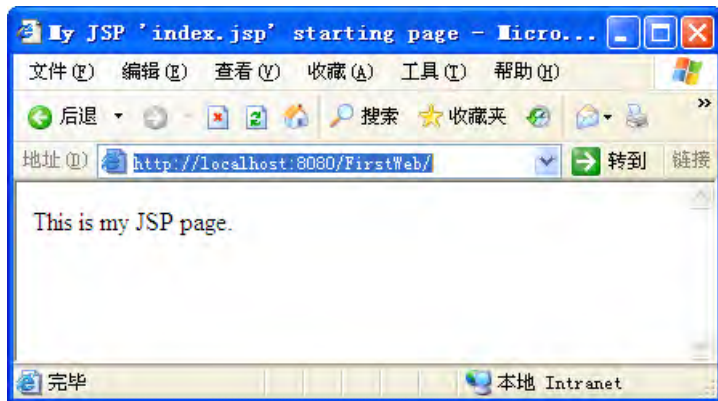 My JSP 'index.jsp' starting page - Micro...
文件(F) 编辑(E) 查看(V) 收藏(A) 工具(T) 帮助(H)
后退 搜索 收藏夹 »
地址(D) http://localhost:8080/FirstWeb/ 转到 链接
This is my JSP page.
完毕 本地 Intranet